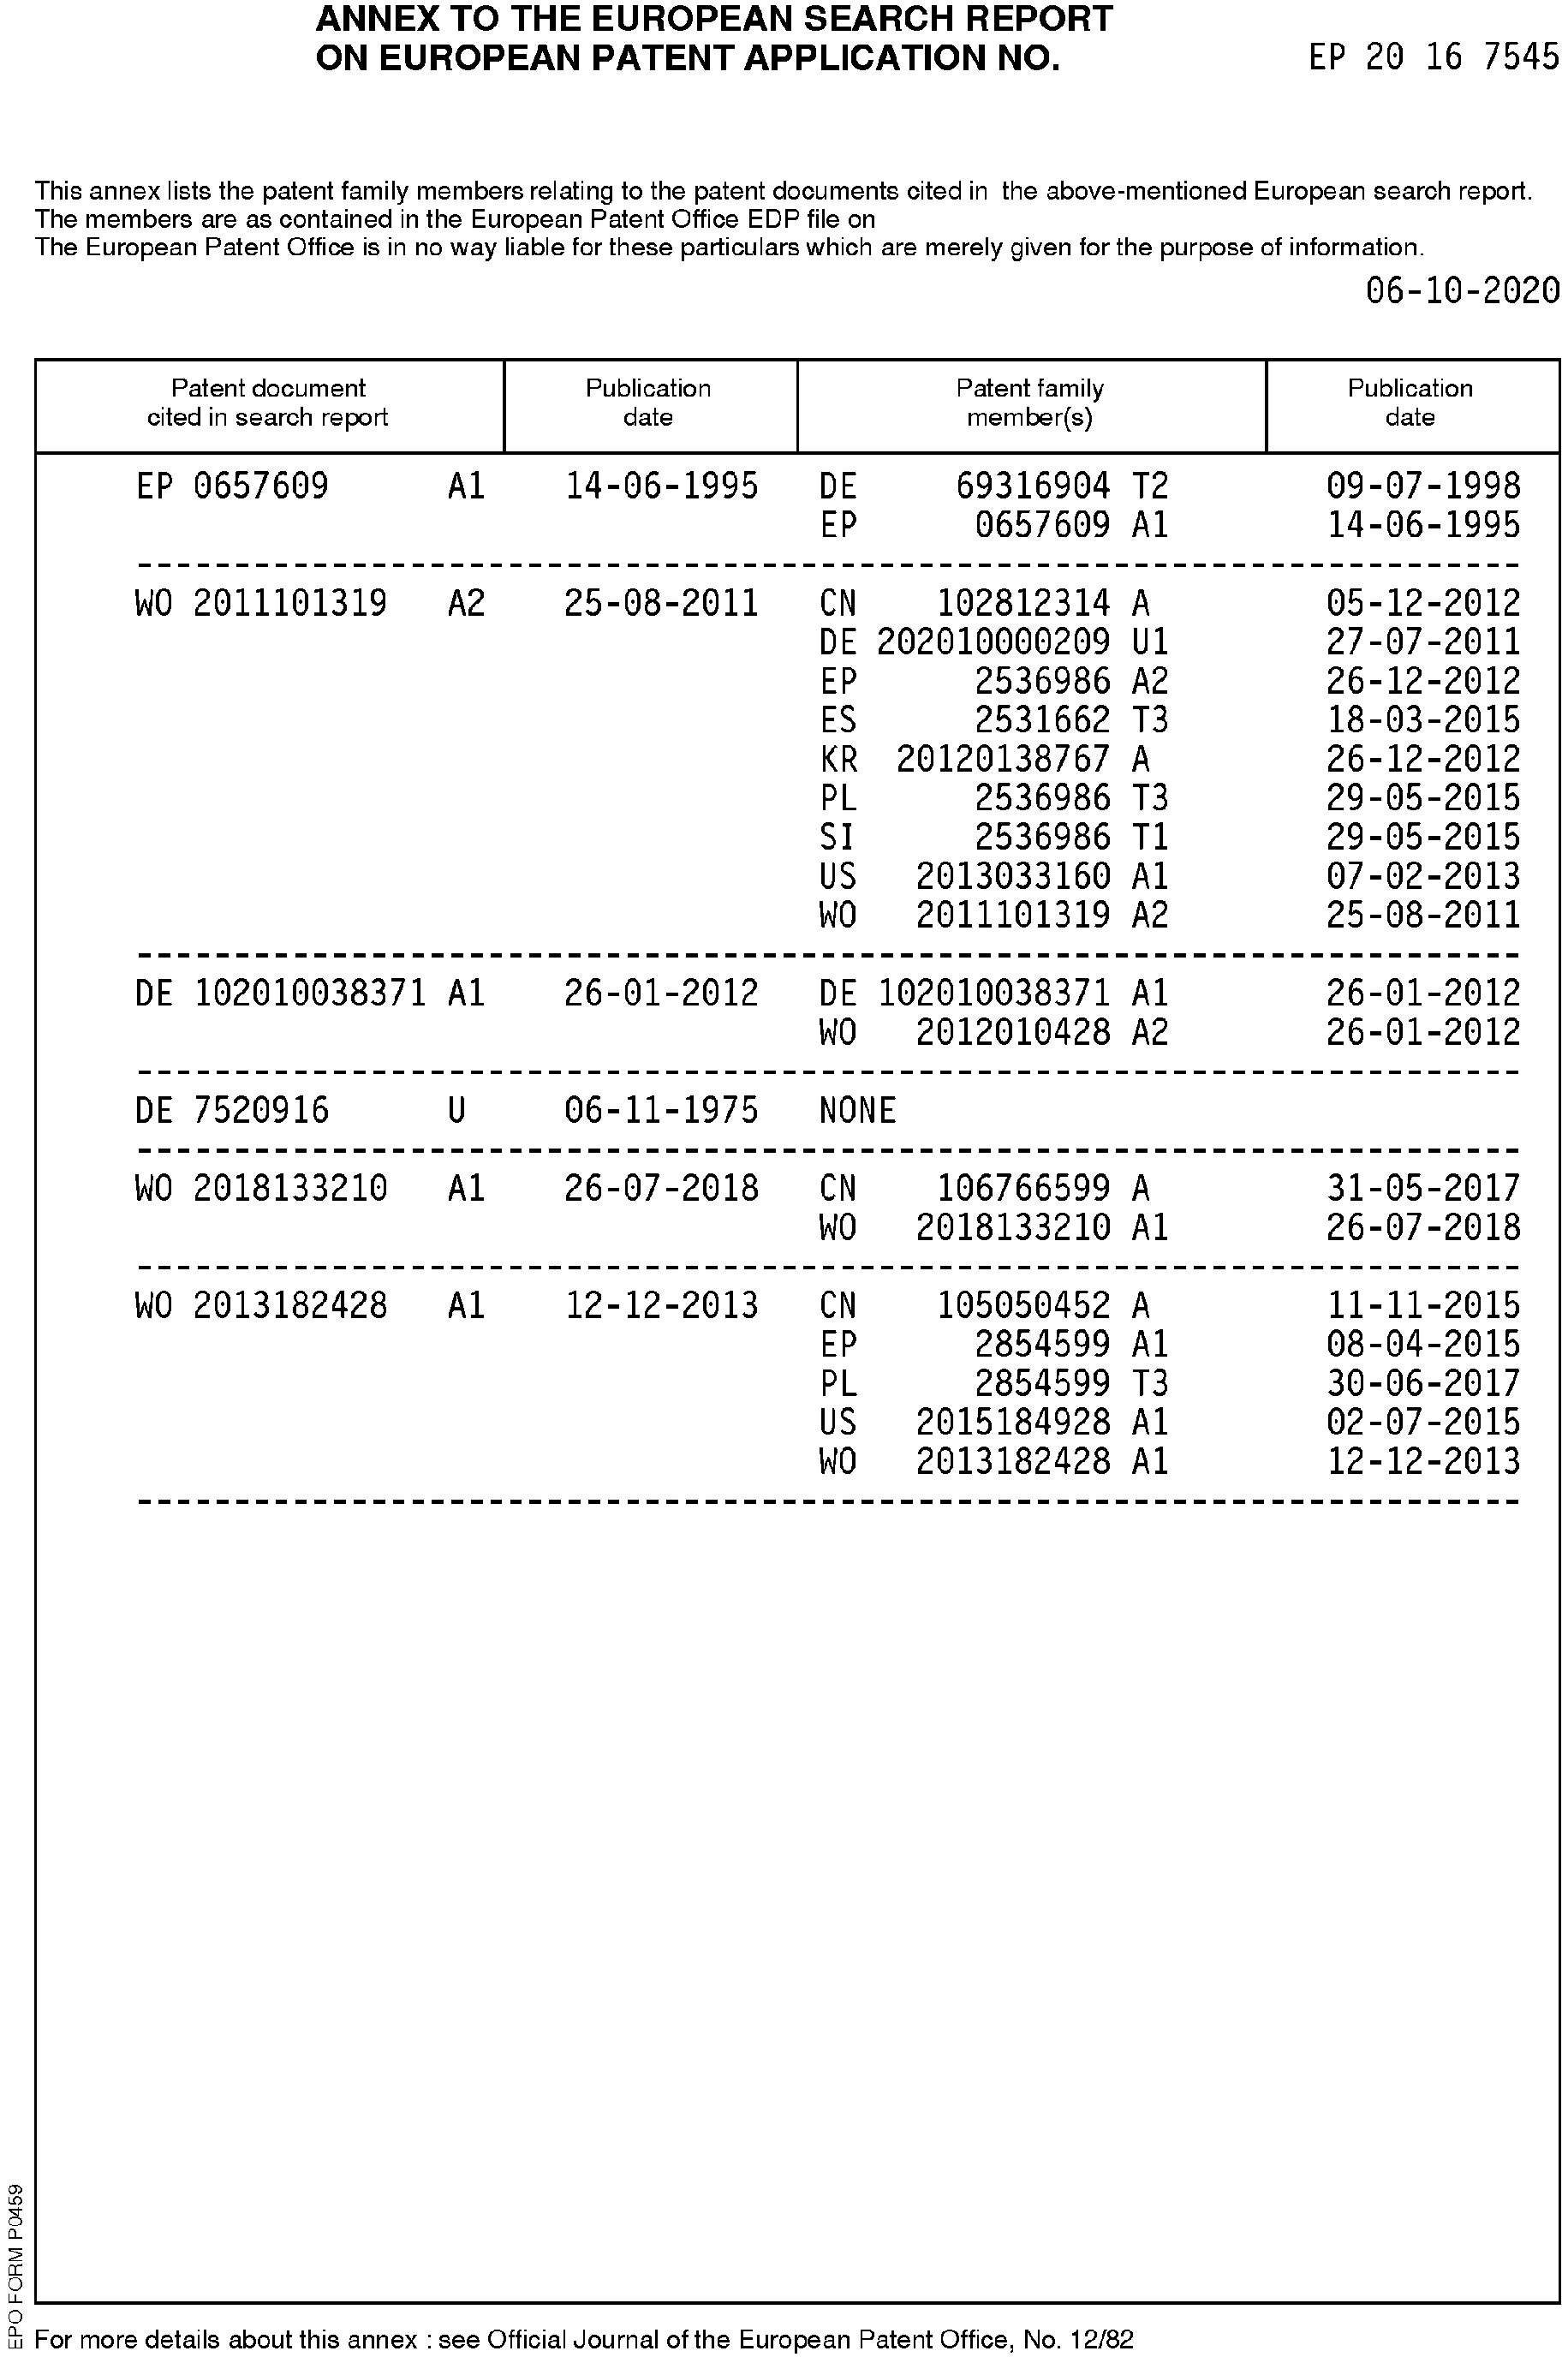 ANNEX TO THE EUROPEAN SEARCH REPORT
ON EUROPEAN PATENT APPLICATION NO. EP 20 16 7545
This annex lists the patent family members relating to the patent documents cited in the above-mentioned European search report.
The members are as contained in the European Patent Office EDP file on
The European Patent Office is in no way liable for these particulars which are merely given for the purpose of information.
06-10-2020
Patent document cited in search report | Publication date | Patent family member(s) | Publication date
EP 0657609 A1 14-06-1995 DE 69316904 T2 09-07-1998
EP 0657609 A1 14-06-1995
WO 2011101319 A2 25-08-2011 CN 102812314 A 05-12-2012
DE 202010000209 U1 27-07-2011
EP 2536986 A2 26-12-2012
ES 2531662 T3 18-03-2015
KR 20120138767 A 26-12-2012
PL 2536986 T3 29-05-2015
SI 2536986 T1 29-05-2015
US 2013033160 A1 07-02-2013
WO 2011101319 A2 25-08-2011
DE 102010038371 A1 26-01-2012 DE 102010038371 A1 26-01-2012
WO 2012010428 A2 26-01-2012
DE 7520916 U 06-11-1975 NONE
WO 2018133210 A1 26-07-2018 CN 106766599 A 31-05-2017
WO 2018133210 A1 26-07-2018
WO 2013182428 A1 12-12-2013 CN 105050452 A 11-11-2015
EP 2854599 A1 08-04-2015
PL 2854599 T3 30-06-2017
US 2015184928 A1 02-07-2015
WO 2013182428 A1 12-12-2013
EPO FORM P0459
For more details about this annex : see Official Journal of the European Patent Office, No. 12/82